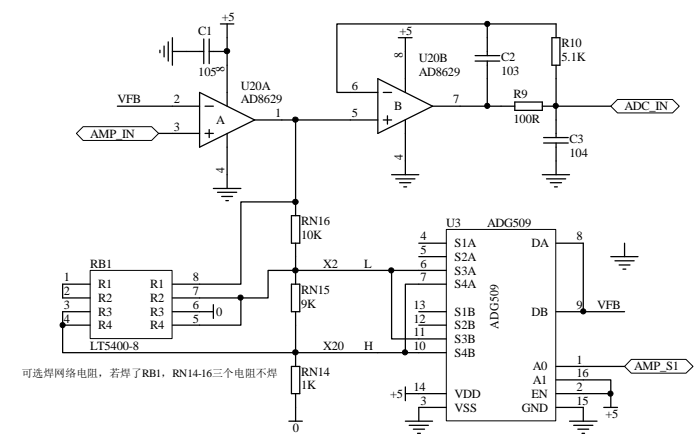 C1
+5
105
8
U20A
AD8629
VFB
2
AMP_IN
3
A
1
4
+5
8
U20B
AD8629
6
5
B
7
4
C2
103
R10
5.1K
R9
100R
ADC_IN
C3
104
RN16
10K
X2
L
RN15
9K
X20
H
RN14
1K
0
RB1
1
2
3
4
R1
R2
R3
R4
R1
R2
R3
R4
8
7
6
5
0
LT5400-8
可选焊网络电阻，若焊了RB1，RN14-16三个电阻不焊
U3
ADG509
ADG509
4
S1A
5
S2A
6
S3A
7
S4A
13
S1B
12
S2B
11
S3B
10
S4B
+5
14
VDD
3
VSS
DA
8
DB
9
VFB
A0
1
AMP_S1
A1
16
EN
2
GND
15
+5